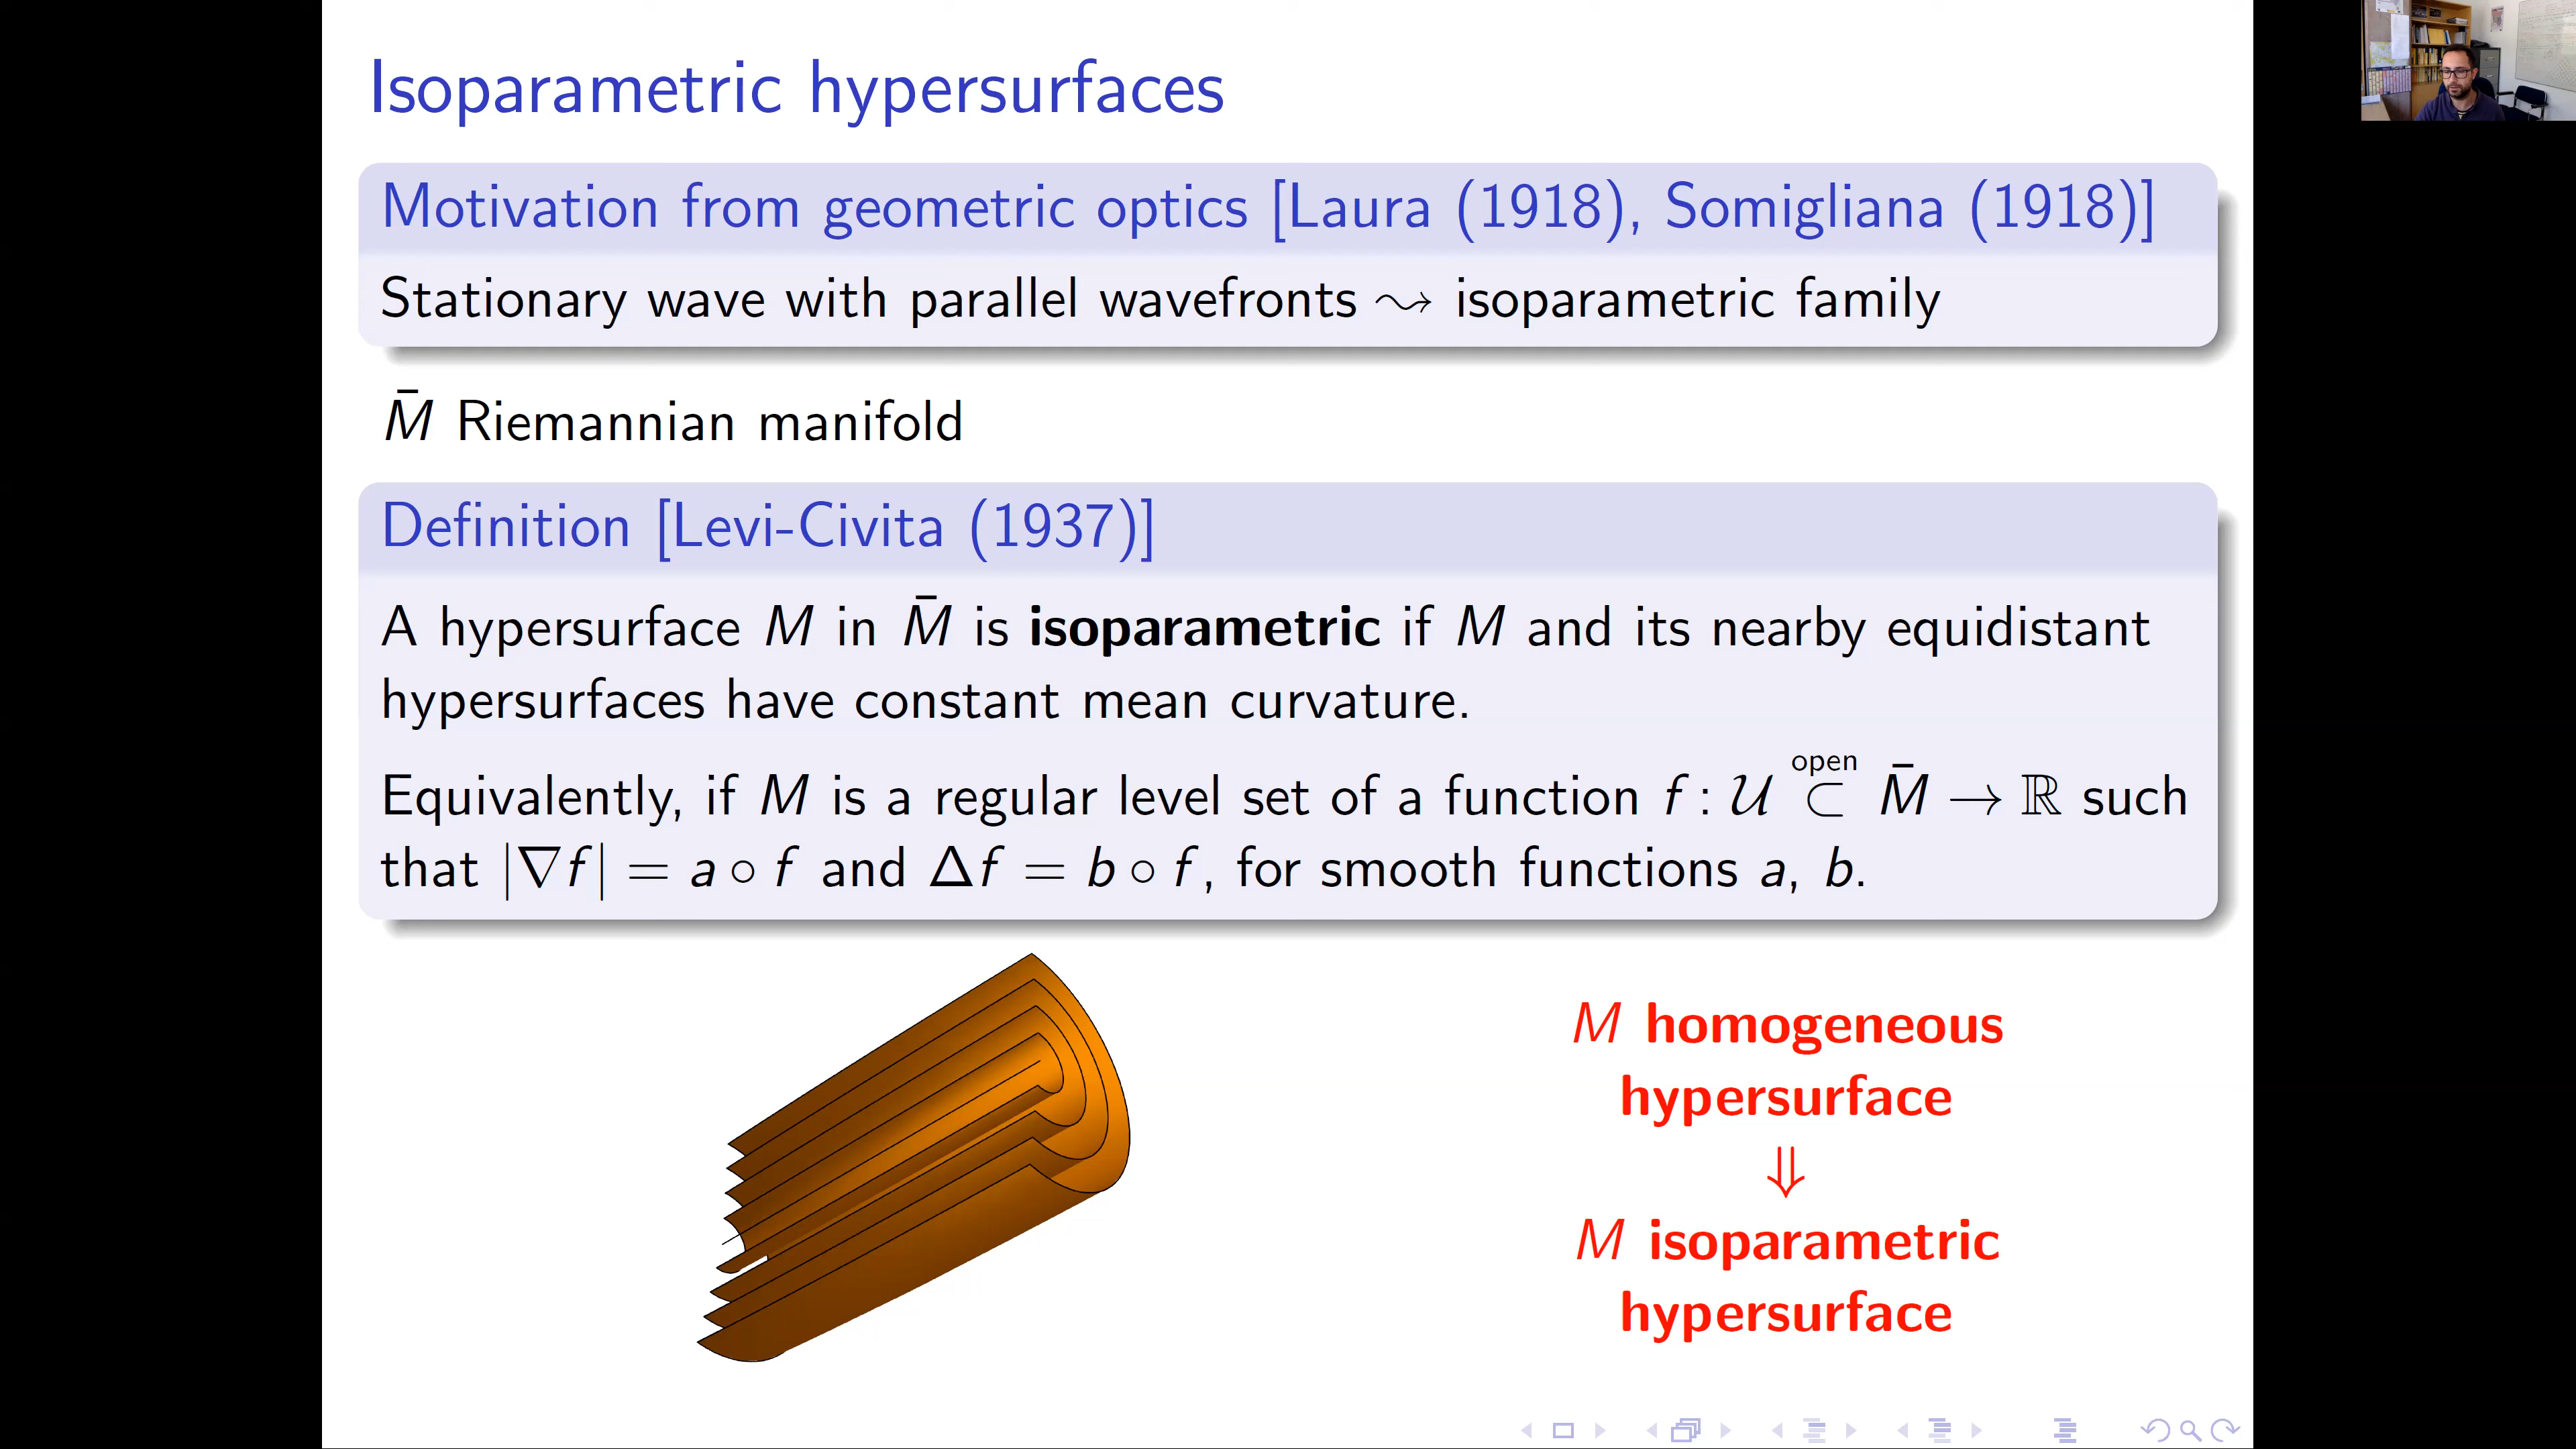 Isoparametric hypersurfaces
Motivation from geometric optics [Laura (1918), Somigliana (1918)]
Stationary wave with parallel wavefronts ⇝ isoparametric family
M̄ Riemannian manifold
Definition [Levi-Civita (1937)]
A hypersurface M in M̄ is isoparametric if M and its nearby equidistant
hypersurfaces have constant mean curvature.
Equivalently, if M is a regular level set of a function f : 𝒰 ⊂ᵒᵖᵉⁿ M̄ → ℝ such
that |∇f| = a ∘ f and Δf = b ∘ f, for smooth functions a, b.
M homogeneous
hypersurface
⇓
M isoparametric
hypersurface